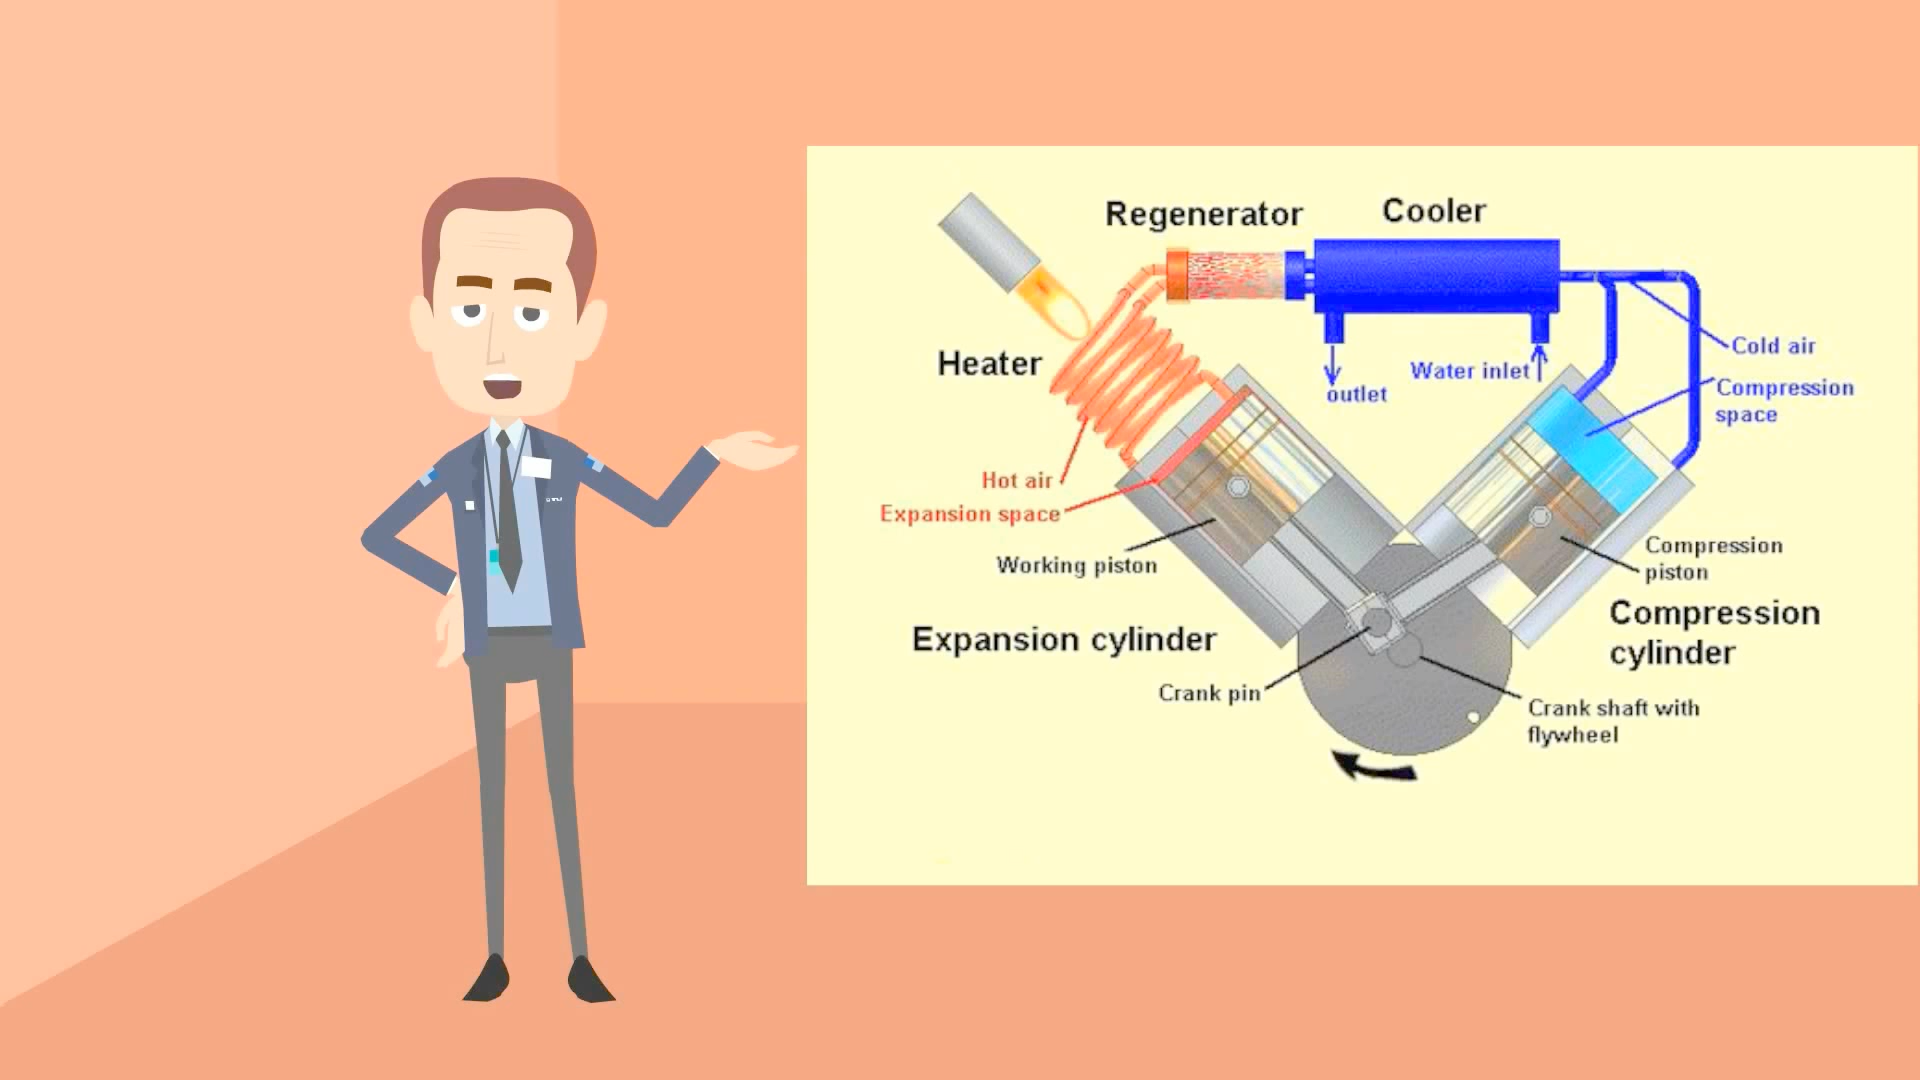 Regenerator
Cooler
Heater
Cold air
Water inlet
outlet
Compression
space
Hot air
Expansion space
Working piston
Compression
piston
Expansion cylinder
Compression
cylinder
Crank pin
Crank shaft with
flywheel